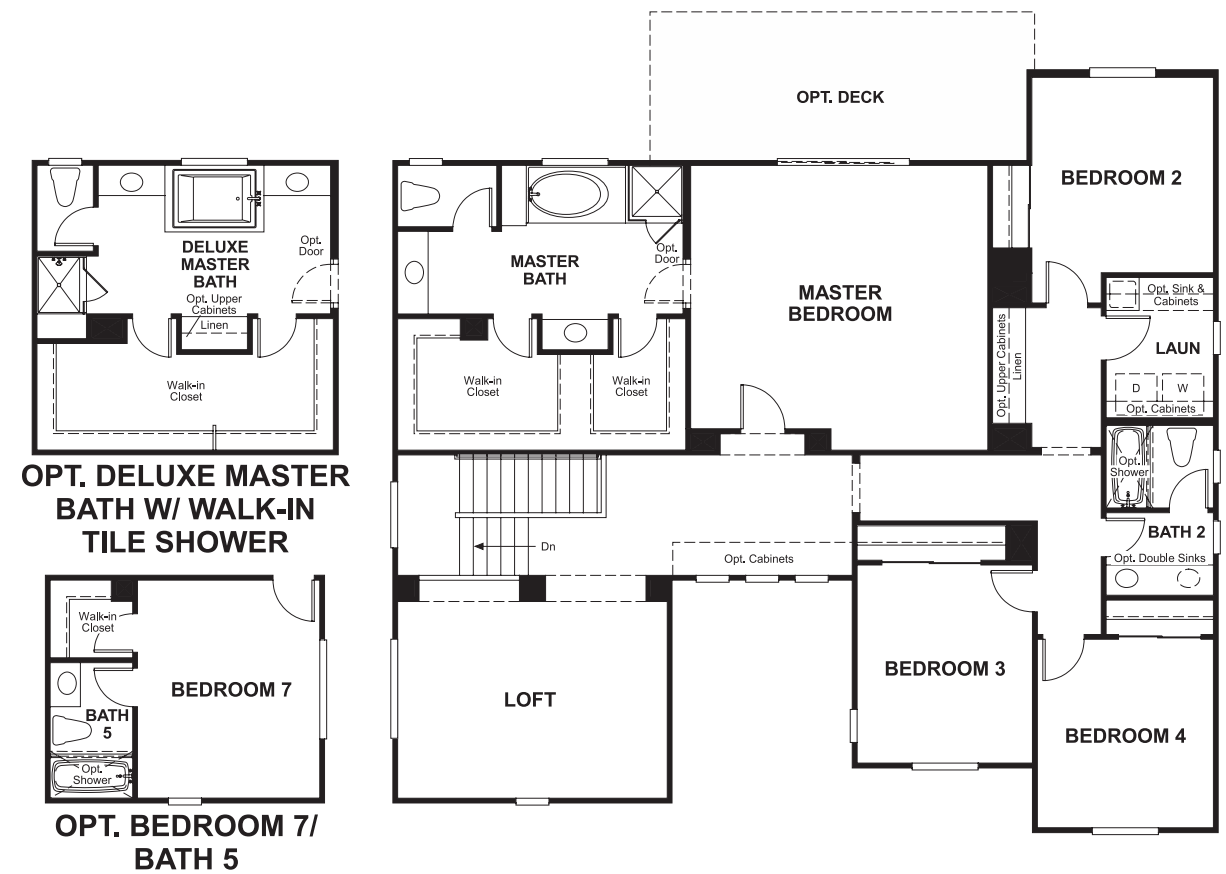 OPT. DECK
BEDROOM 2
DELUXE
MASTER
BATH
Opt.
Door
Opt. Upper
Cabinets
Linen
Walk-in
Closet
OPT. DELUXE MASTER
BATH W/ WALK-IN
TILE SHOWER
MASTER
BATH
Opt.
Door
Walk-in
Closet
Walk-in
Closet
MASTER
BEDROOM
Opt. Upper Cabinets
Linen
Opt. Sink &
Cabinets
LAUN
D
W
Opt. Cabinets
Opt.
Shower
BATH 2
Opt. Double Sinks
Dn
Opt. Cabinets
Walk-in
Closet
BEDROOM 7
BATH
5
Opt.
Shower
OPT. BEDROOM 7/
BATH 5
LOFT
BEDROOM 3
BEDROOM 4